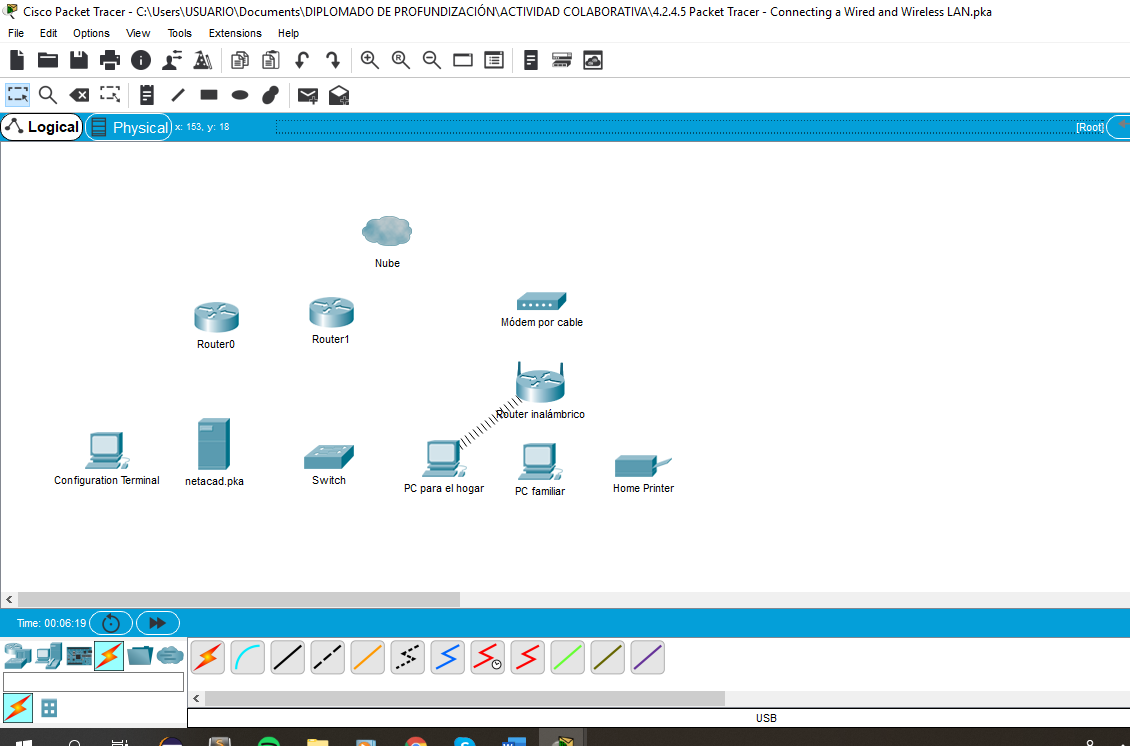 Cisco Packet Tracer - C:\Users\USUARIO\Documents\DIPLOMADO DE PROFUNDIZACIÓN\ACTIVIDAD COLABORATIVA\4.2.4.5 Packet Tracer - Connecting a Wired and Wireless LAN.pka
File Edit Options View Tools Extensions Help
Logical Physical x: 153, y: 18 [Root]
Nube
Módem por cable
Router0
Router1
Router inalámbrico
Configuration Terminal
netacad.pka
Switch
PC para el hogar
PC familiar
Home Printer
Time: 00:06:19
USB